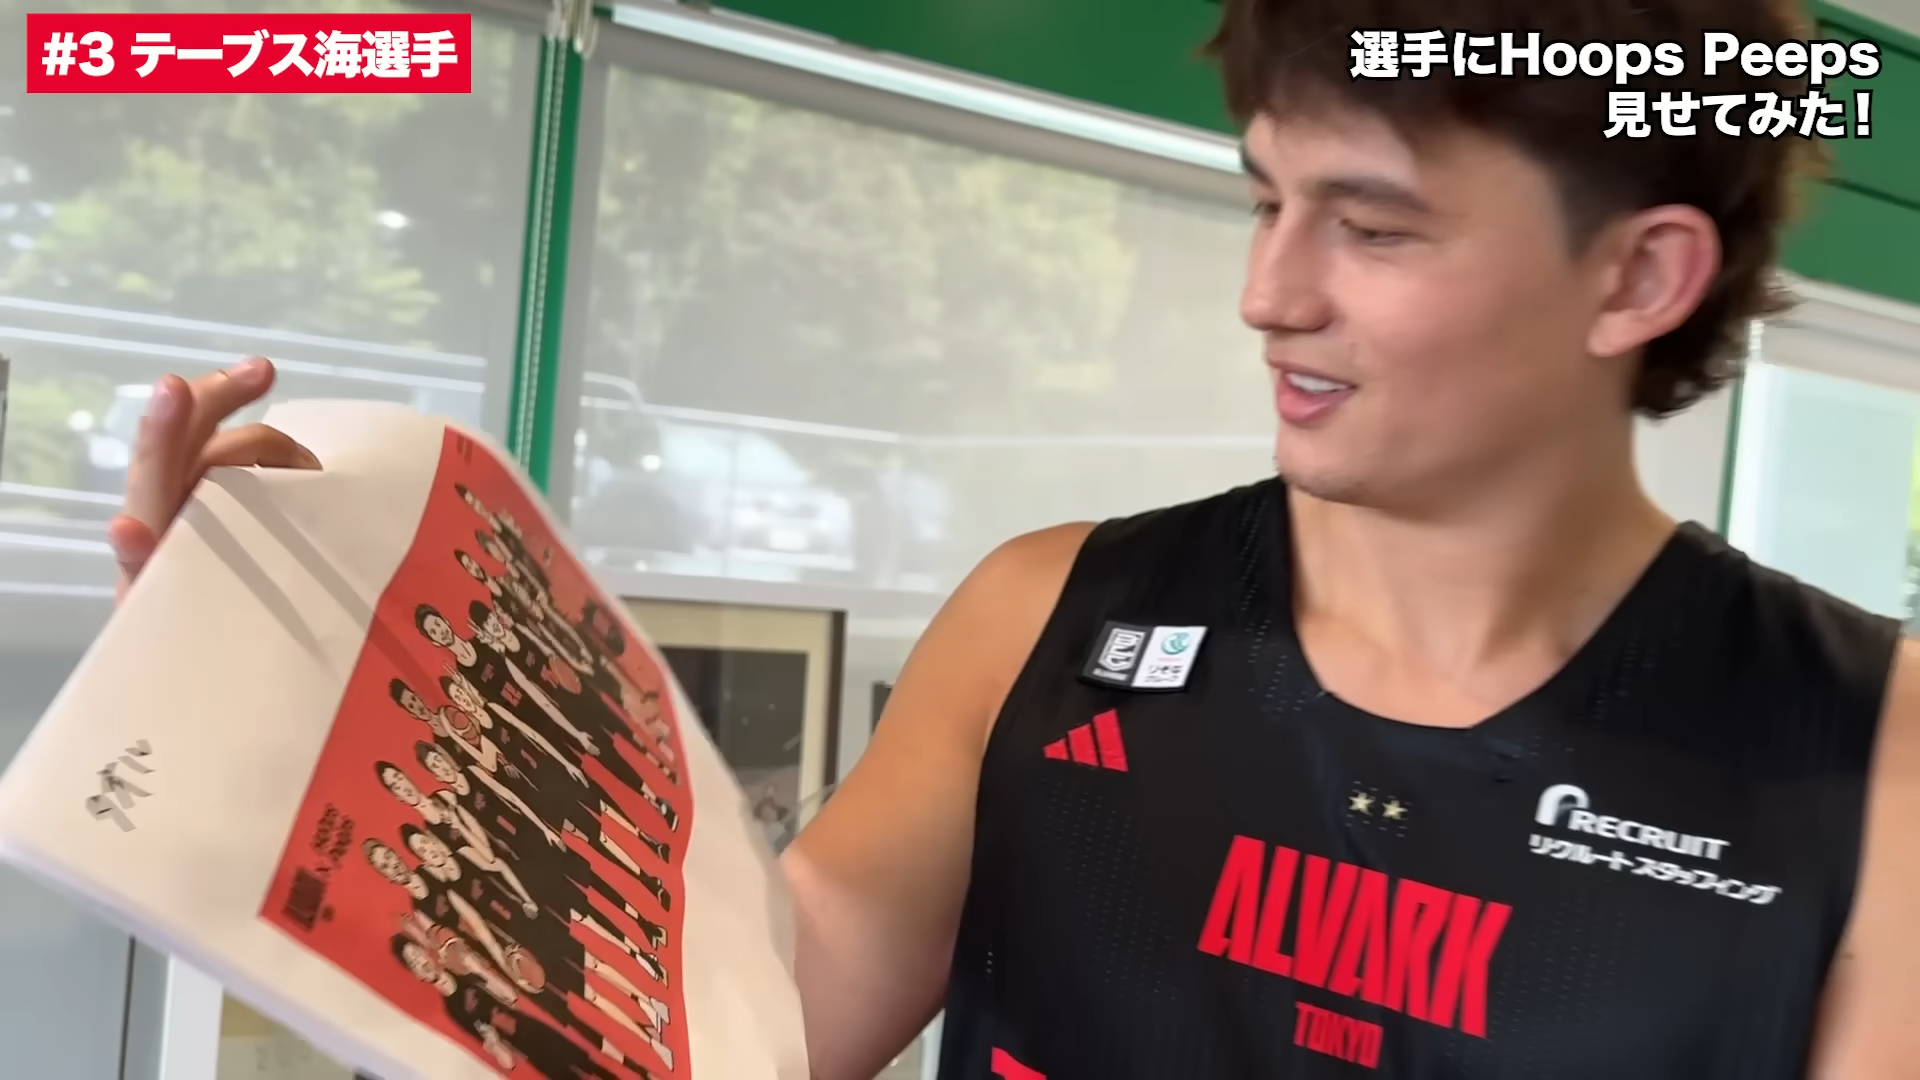 #3 テーブス海選手
選手にHoops Peeps
見せてみた!
RECRUIT
リクルートスタッフィング
ALVARK
TOKYO